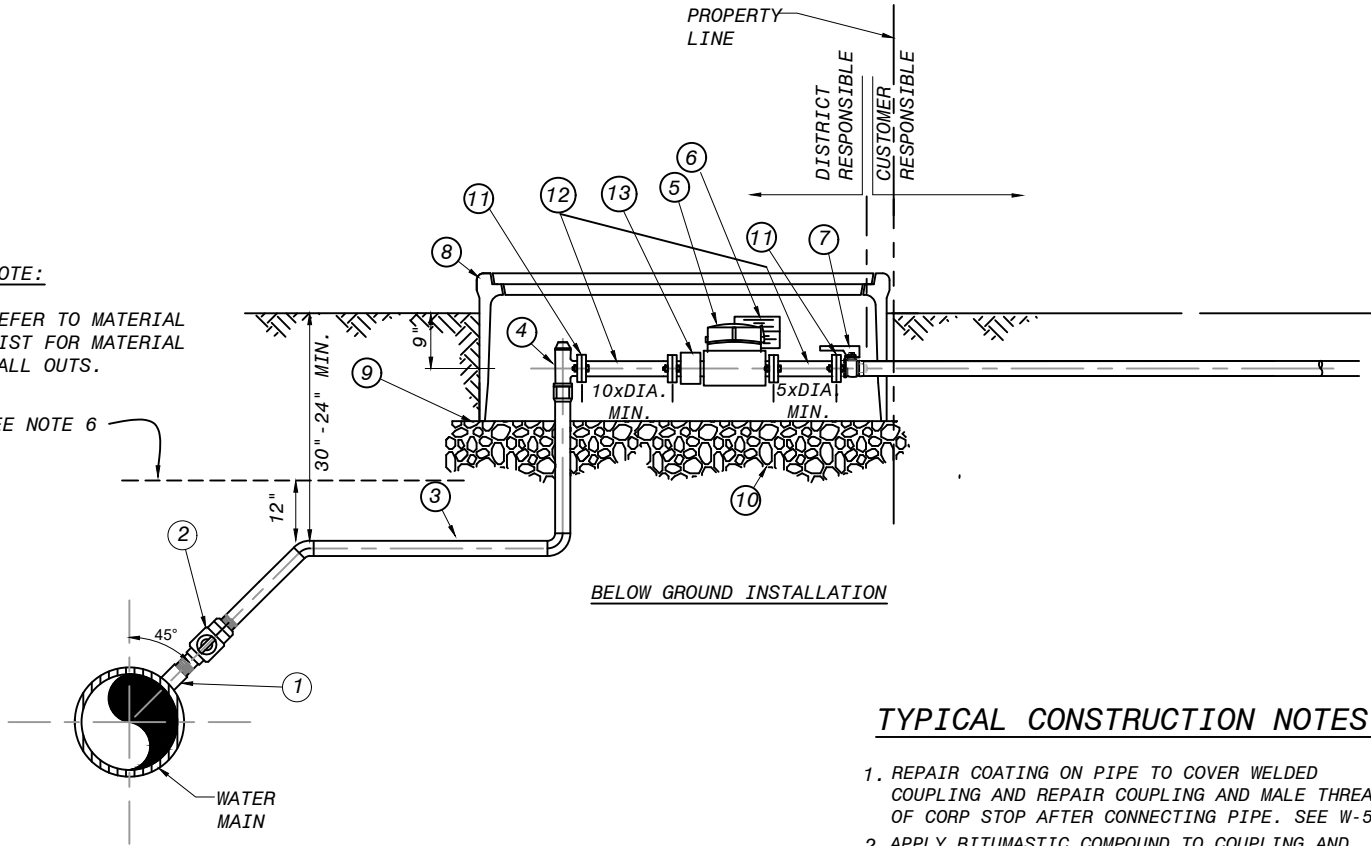 PROPERTY
LINE
DISTRICT
RESPONSIBLE
CUSTOMER
RESPONSIBLE
6
5
13
12
11
11
7
8
OTE:
EFER TO MATERIAL
IST FOR MATERIAL
ALL OUTS.
9"
4
9
10xDIA.
MIN.
5xDIA.
MIN.
EE NOTE 6
30"-24" MIN.
12"
3
10
2
BELOW GROUND INSTALLATION
45°
1
WATER
MAIN
TYPICAL CONSTRUCTION NOTES
1. REPAIR COATING ON PIPE TO COVER WELDED
COUPLING AND REPAIR COUPLING AND MALE THREA
OF CORP STOP AFTER CONNECTING PIPE. SEE W-5
2. APPLY BITUMASTIC COMPOUND TO COUPLING AND